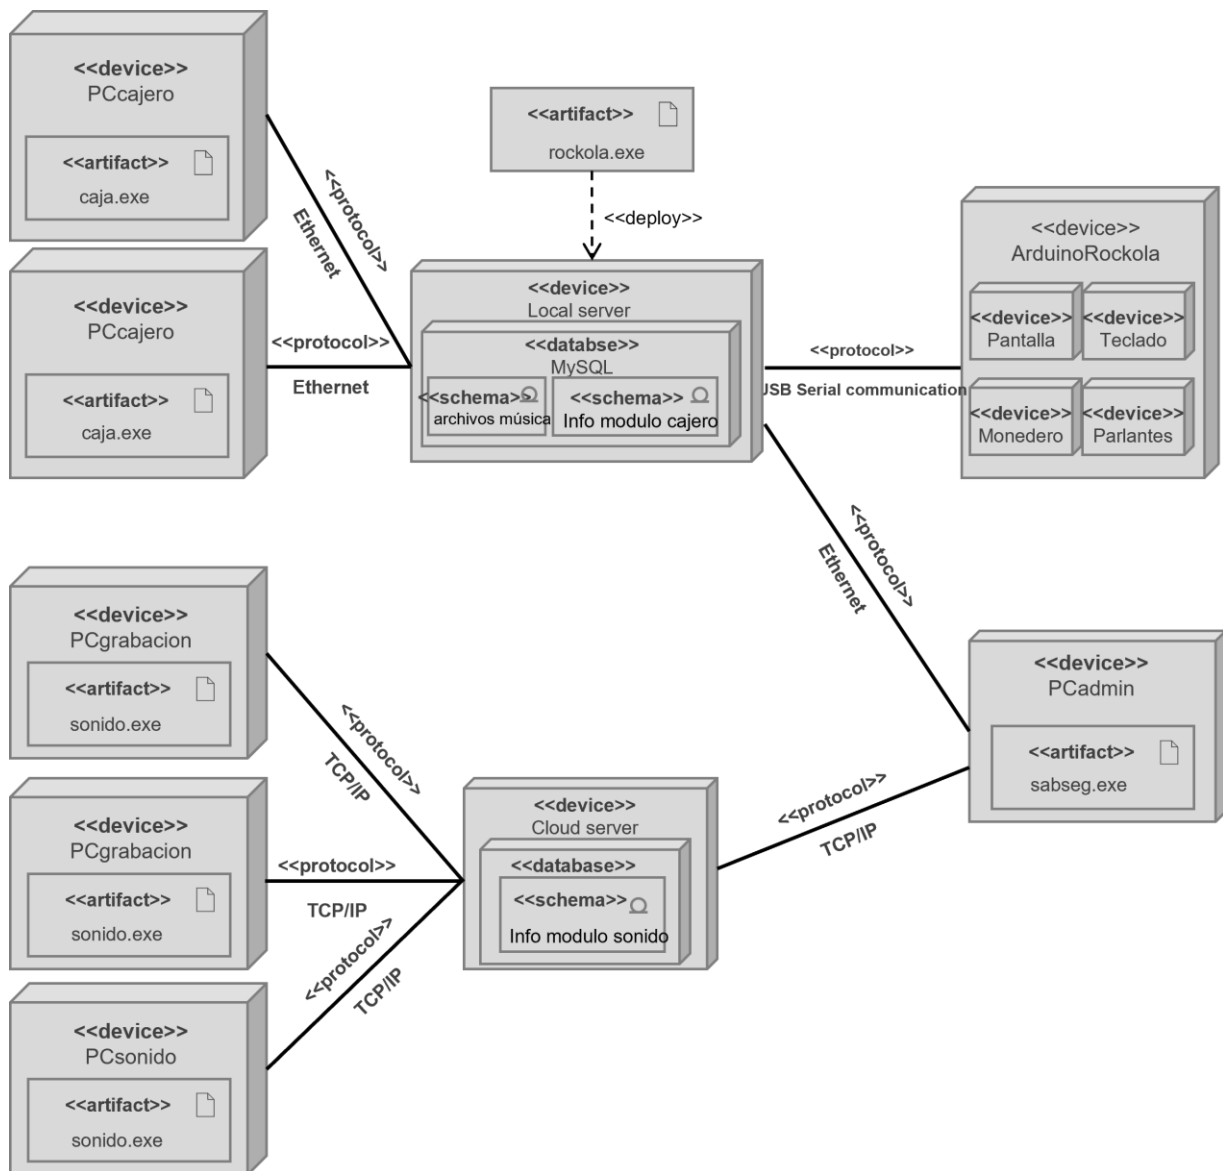 <<device>>
PCcajero
<<artifact>>
caja.exe
<<protocol>>
Ethernet
<<artifact>>
rockola.exe
<<deploy>>
<<device>>
PCcajero
<<artifact>>
caja.exe
<<protocol>>
Ethernet
<<device>>
Local server
<<databse>>
MySQL
<<schema>>
archivos música
<<schema>>
Info modulo cajero
<<protocol>>
USB Serial communication
<<device>>
ArduinoRockola
<<device>>
Pantalla
<<device>>
Teclado
<<device>>
Monedero
<<device>>
Parlantes
<<protocol>>
Ethernet
<<device>>
PCgrabacion
<<artifact>>
sonido.exe
<<protocol>>
TCP/IP
<<device>>
PCadmin
<<artifact>>
sabseg.exe
<<protocol>>
TCP/IP
<<device>>
PCgrabacion
<<artifact>>
sonido.exe
<<protocol>>
TCP/IP
<<device>>
Cloud server
<<database>>
<<schema>>
Info modulo sonido
<<protocol>>
TCP/IP
<<device>>
PCsonido
<<artifact>>
sonido.exe